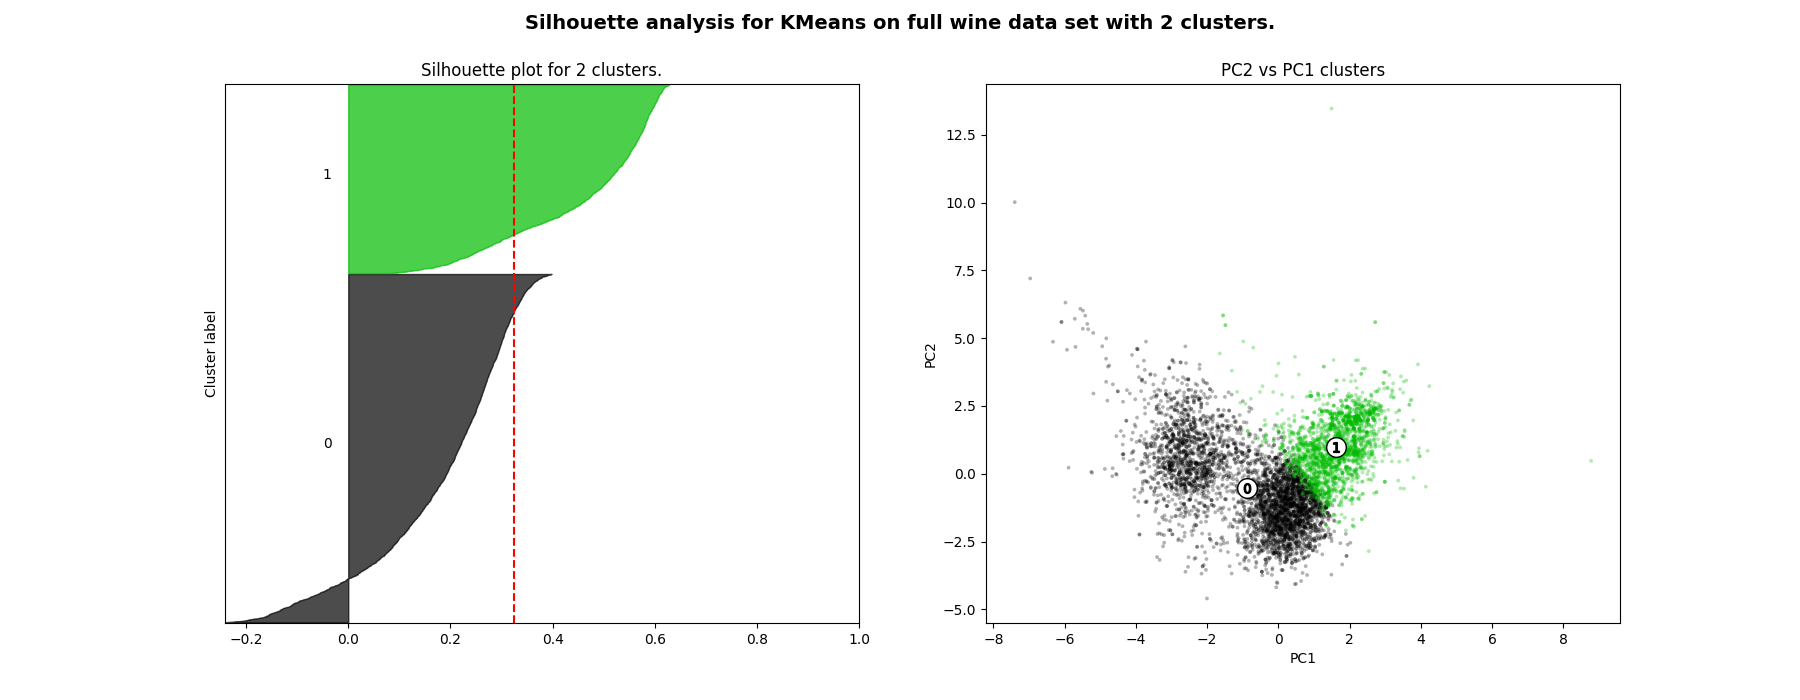 Silhouette analysis for KMeans on full wine data set with 2 clusters.
Silhouette plot for 2 clusters.
Cluster label
1
0
−0.2 0.0 0.2 0.4 0.6 0.8 1.0
PC2 vs PC1 clusters
PC2
12.5
10.0
7.5
5.0
2.5
0.0
−2.5
−5.0
1
0
−8 −6 −4 −2 0 2 4 6 8
PC1